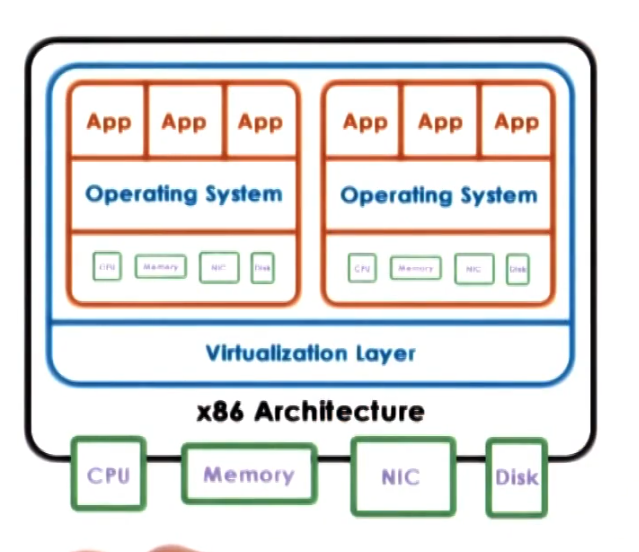 App App App App App App
Operating System Operating System
CPU Memory NIC Disk CPU Memory NIC Disk
Virtualization Layer
x86 Architecture
CPU Memory NIC Disk